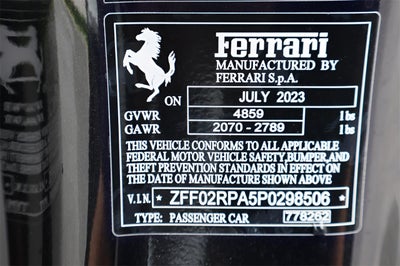 Ferrari
MANUFACTURED BY
FERRARI S.p.A.
ON JULY 2023
GVWR 4859 lbs
GAWR 2070 - 2789 lbs
THIS VEHICLE CONFORMS TO ALL APPLICABLE
FEDERAL MOTOR VEHICLE SAFETY, BUMPER, AND
THEFT PREVENTION STANDARDS IN EFFECT ON
THE DATE OF MANUFACTURE SHOWN ABOVE
V.I.N. * ZFF02RPA5P0298506 *
TYPE: PASSENGER CAR 778262